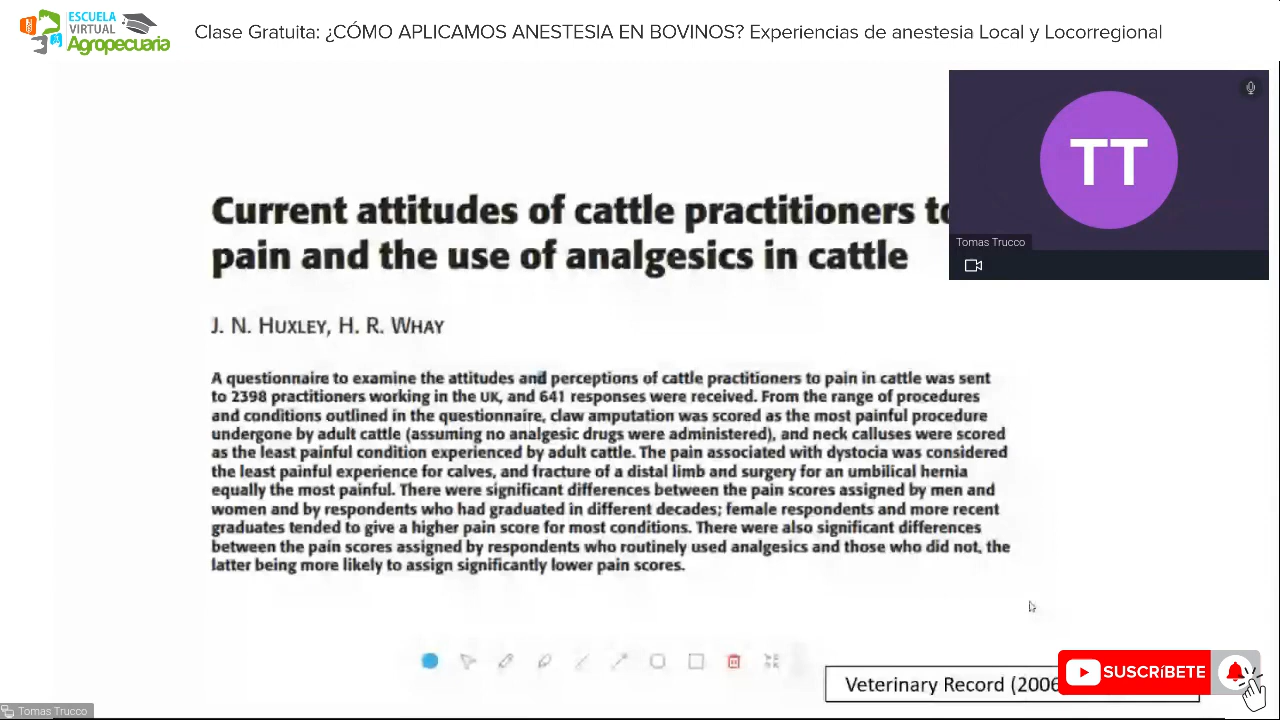 ESCUELA
VIRTUAL
Agropecuaria
Clase Gratuita: ¿CÓMO APLICAMOS ANESTESIA EN BOVINOS? Experiencias de anestesia Local y Locorregional
TT
Tomas Trucco
Current attitudes of cattle practitioners to
pain and the use of analgesics in cattle
J. N. HUXLEY, H. R. WHAY
A questionnaire to examine the attitudes and perceptions of cattle practitioners to pain in cattle was sent
to 2398 practitioners working in the UK, and 641 responses were received. From the range of procedures
and conditions outlined in the questionnaire, claw amputation was scored as the most painful procedure
undergone by adult cattle (assuming no analgesic drugs were administered), and neck calluses were scored
as the least painful condition experienced by adult cattle. The pain associated with dystocia was considered
the least painful experience for calves, and fracture of a distal limb and surgery for an umbilical hernia
equally the most painful. There were significant differences between the pain scores assigned by men and
women and by respondents who had graduated in different decades; female respondents and more recent
graduates tended to give a higher pain score for most conditions. There were also significant differences
between the pain scores assigned by respondents who routinely used analgesics and those who did not, the
latter being more likely to assign significantly lower pain scores.
Veterinary Record (2006
SUSCRíBETE
Tomas Trucco